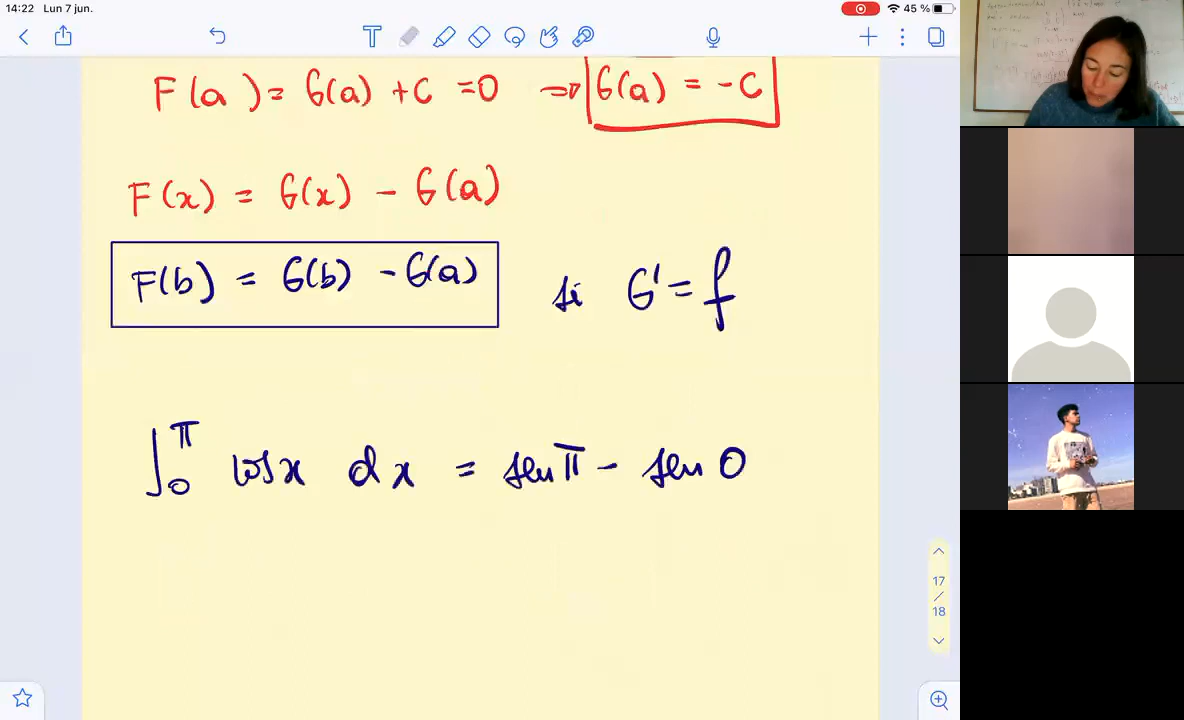 14:22 Lun 7 jun. 45 %
F(a) = G(a) + C = 0 ⇒ G(a) = -C
F(x) = G(x) - G(a)
F(b) = G(b) - G(a) si G' = f
∫₀^π cos x dx = sen π - sen 0
17
/
18